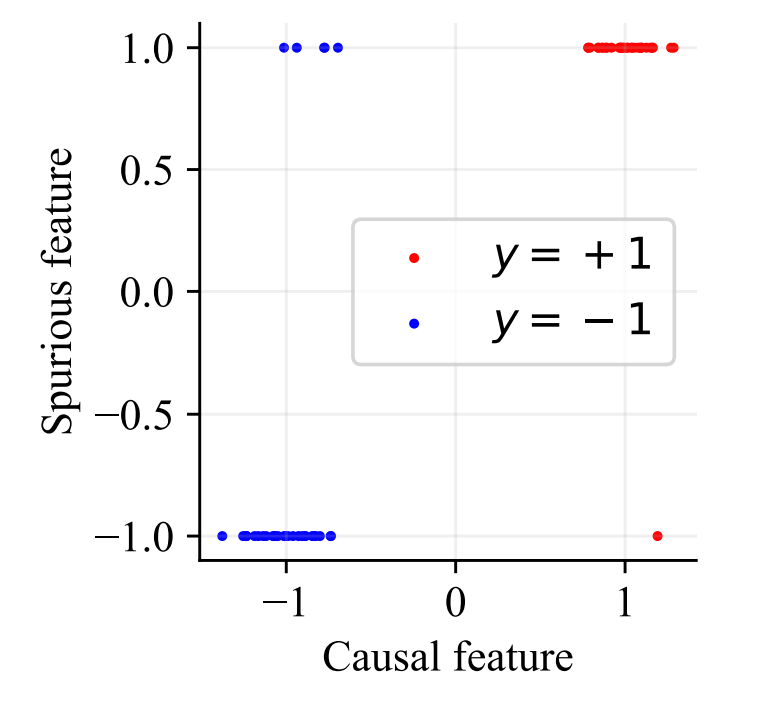 Spurious feature
1.0
0.5
0.0
−0.5
−1.0
y = +1
y = −1
−1 0 1
Causal feature